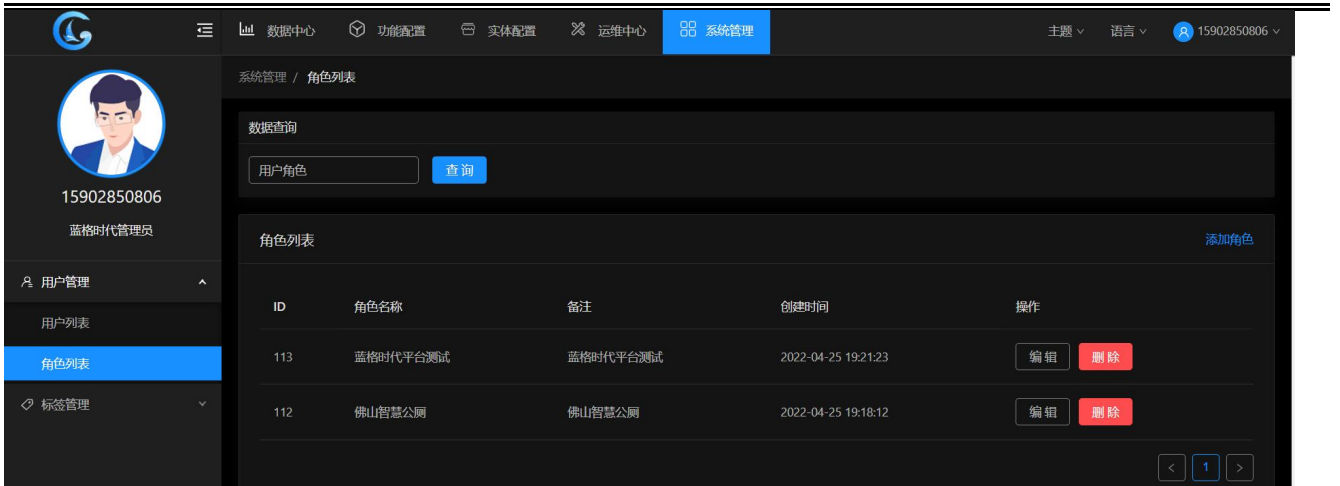 数据中心 功能配置 实体配置 运维中心 系统管理 主题 语言 15902850806
系统管理 / 角色列表
15902850806
蓝格时代管理员
用户管理
用户列表
角色列表
标签管理
数据查询
用户角色 查询
角色列表 添加角色
ID 角色名称 备注 创建时间 操作
113 蓝格时代平台测试 蓝格时代平台测试 2022-04-25 19:21:23 编辑 删除
112 佛山智慧公厕 佛山智慧公厕 2022-04-25 19:18:12 编辑 删除
< 1 >